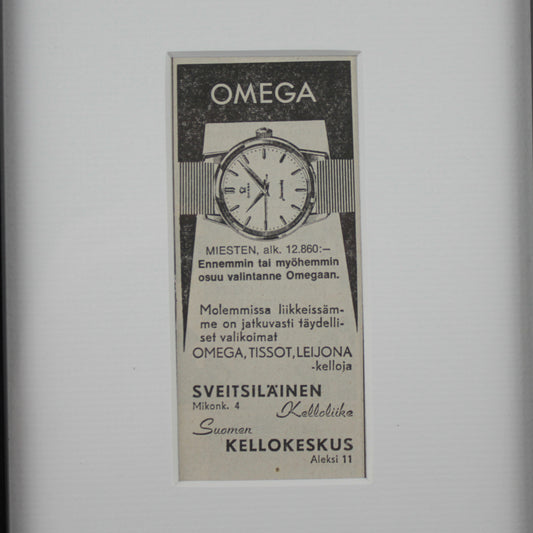 OMEGA
OMEGA
MIESTEN, alk. 12.860:—
Ennemmin tai myöhemmin
osuu valintanne Omegaan.
Molemmissa liikkeissäm-
me on jatkuvasti täydelli-
set valikoimat
OMEGA, TISSOT, LEIJONA
-kelloja
SVEITSILÄINEN
Mikonk. 4 Kelloliike
Suomen
KELLOKESKUS
Aleksi 11